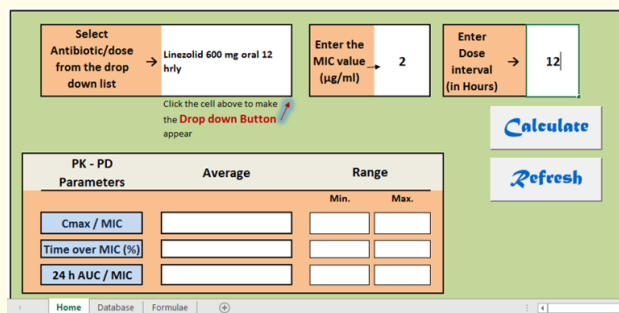 Select
Antibiotic/dose
from the drop
down list
Linezolid 600 mg oral 12
hrly
Enter the
MIC value
(µg/ml)
2
Enter
Dose
interval
(in Hours)
12
Click the cell above to make
the Drop down Button
appear
Calculate
Refresh
PK - PD
Parameters
Average
Range
Min.
Max.
Cmax / MIC
Time over MIC (%)
24 h AUC / MIC
Home
Database
Formulae